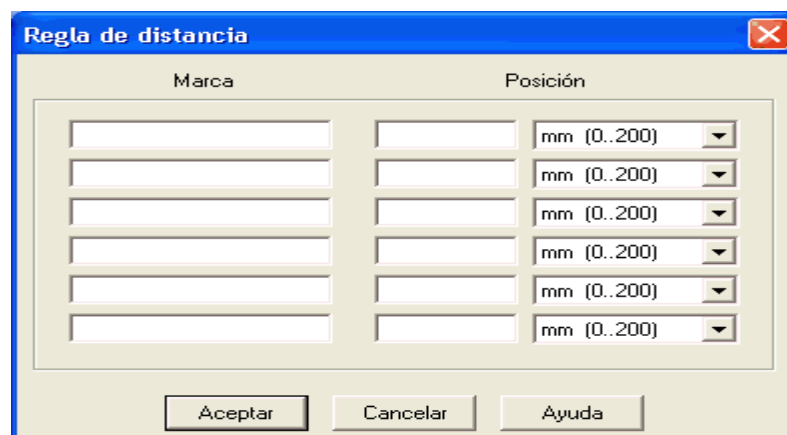 Regla de distancia
Marca Posición
mm (0..200)
mm (0..200)
mm (0..200)
mm (0..200)
mm (0..200)
mm (0..200)
Aceptar Cancelar Ayuda